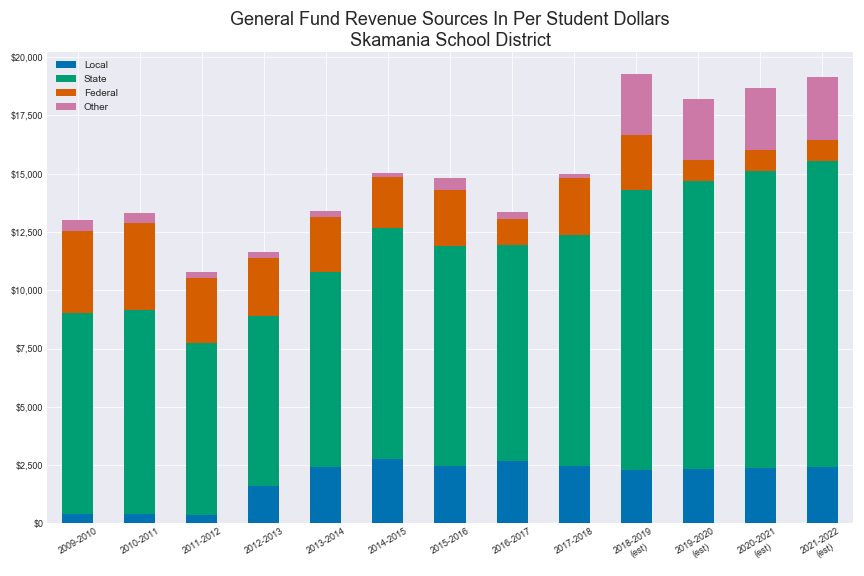 General Fund Revenue Sources In Per Student Dollars
Skamania School District
$20,000
$17,500
$15,000
$12,500
$10,000
$7,500
$5,000
$2,500
$0
Local
State
Federal
Other
2009-2010
2010-2011
2011-2012
2012-2013
2013-2014
2014-2015
2015-2016
2016-2017
2017-2018
2018-2019
(est)
2019-2020
(est)
2020-2021
(est)
2021-2022
(est)